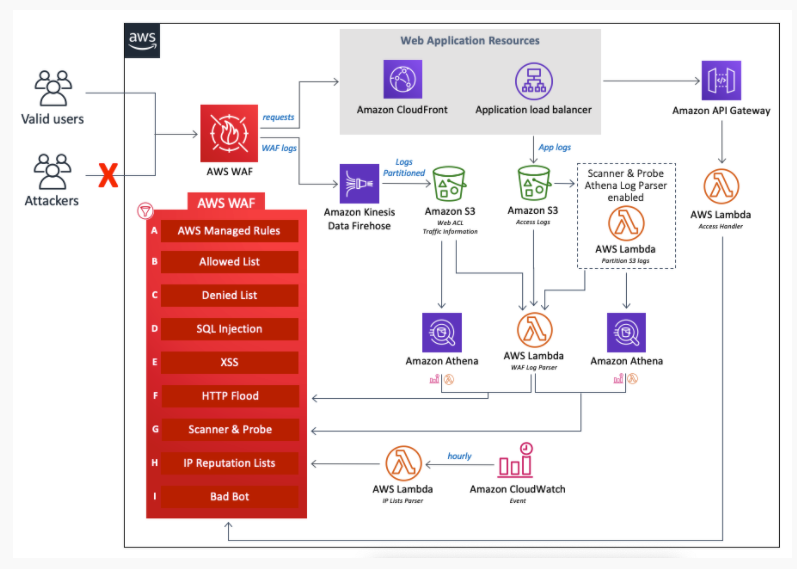 aws
Web Application Resources
Valid users
Attackers
X
requests
WAF logs
AWS WAF
Amazon CloudFront
Application load balancer
Amazon API Gateway
App logs
Logs
Partitioned
Amazon Kinesis
Data Firehose
Amazon S3
Web ACL
Traffic Information
Amazon S3
Access Logs
Scanner & Probe
Athena Log Parser
enabled
AWS Lambda
Partition S3 logs
AWS Lambda
Access Handler
AWS WAF
A AWS Managed Rules
B Allowed List
C Denied List
D SQL Injection
E XSS
F HTTP Flood
G Scanner & Probe
H IP Reputation Lists
I Bad Bot
Amazon Athena
AWS Lambda
WAF Log Parser
Amazon Athena
AWS Lambda
IP Lists Parser
hourly
Amazon CloudWatch
Event